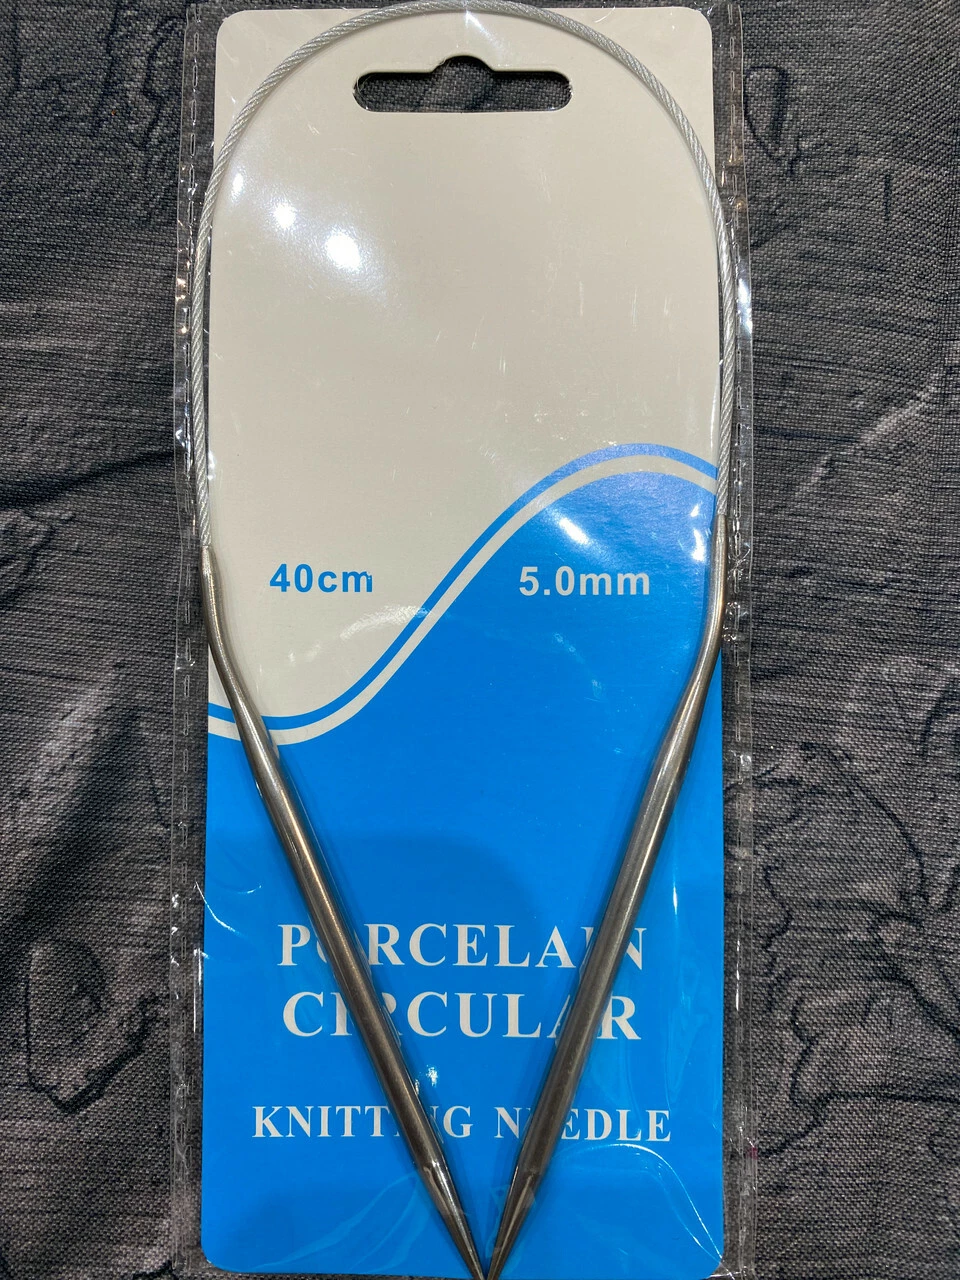 40cm 5.0mm
PORCELAIN
CIRCULAR
KNITTING NEEDLE